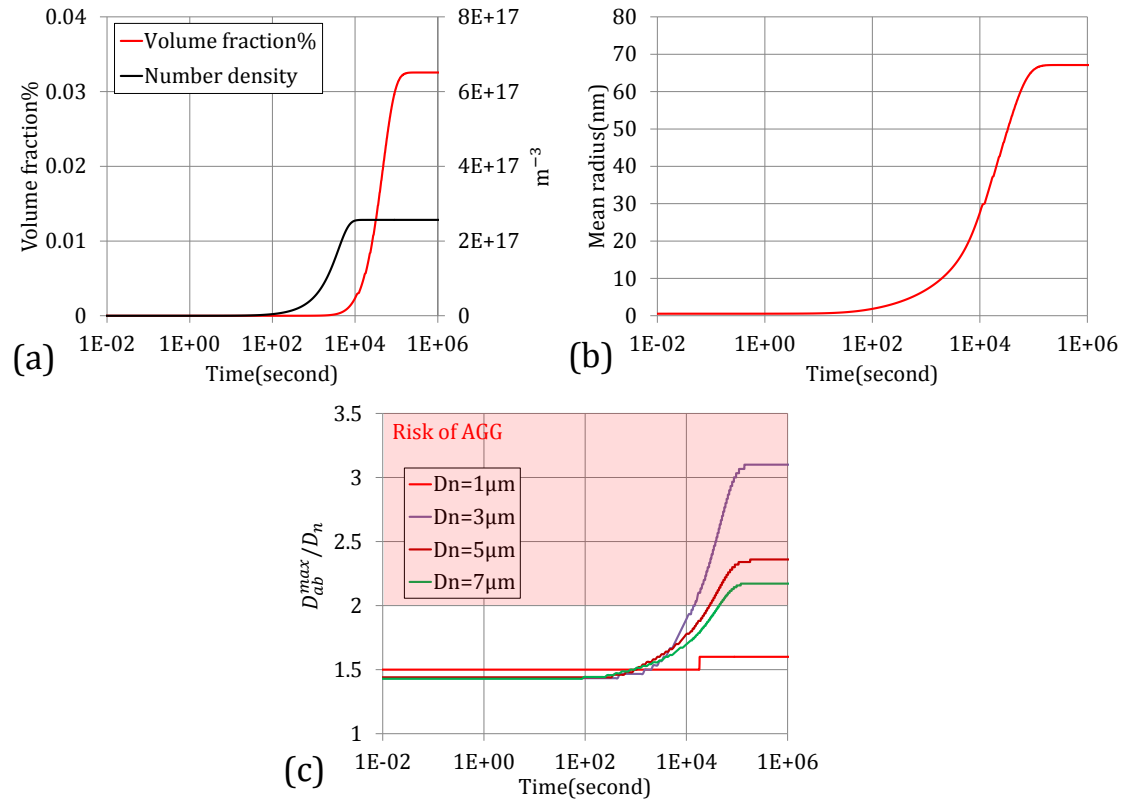 0.04
0.03
0.02
0.01
0
Volume fraction%
Volume fraction%
Number density
8E+17
6E+17
4E+17
2E+17
0
m⁻³
1E-02 1E+00 1E+02 1E+04 1E+06
Time(second)
(a)
80
70
60
50
40
30
20
10
0
Mean radius(nm)
1E-02 1E+00 1E+02 1E+04 1E+06
Time(second)
(b)
3.5
3
2.5
2
1.5
1
D_{ab}^{max}/D_n
Risk of AGG
Dn=1μm
Dn=3μm
Dn=5μm
Dn=7μm
1E-02 1E+00 1E+02 1E+04 1E+06
Time(second)
(c)